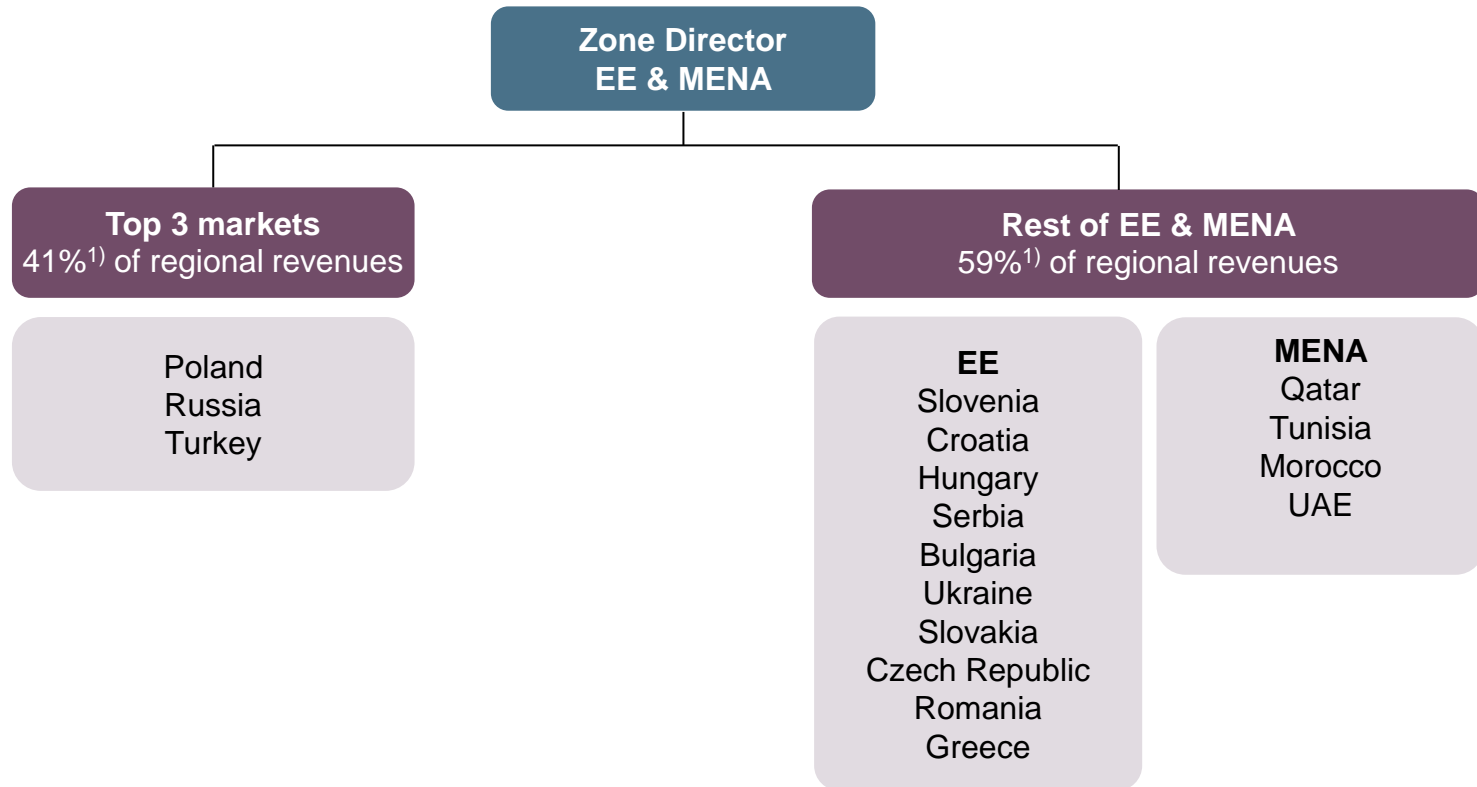 Zone Director
EE & MENA
Top 3 markets
41%1) of regional revenues
Poland
Russia
Turkey
Rest of EE & MENA
59%1) of regional revenues
EE
Slovenia
Croatia
Hungary
Serbia
Bulgaria
Ukraine
Slovakia
Czech Republic
Romania
Greece
MENA
Qatar
Tunisia
Morocco
UAE